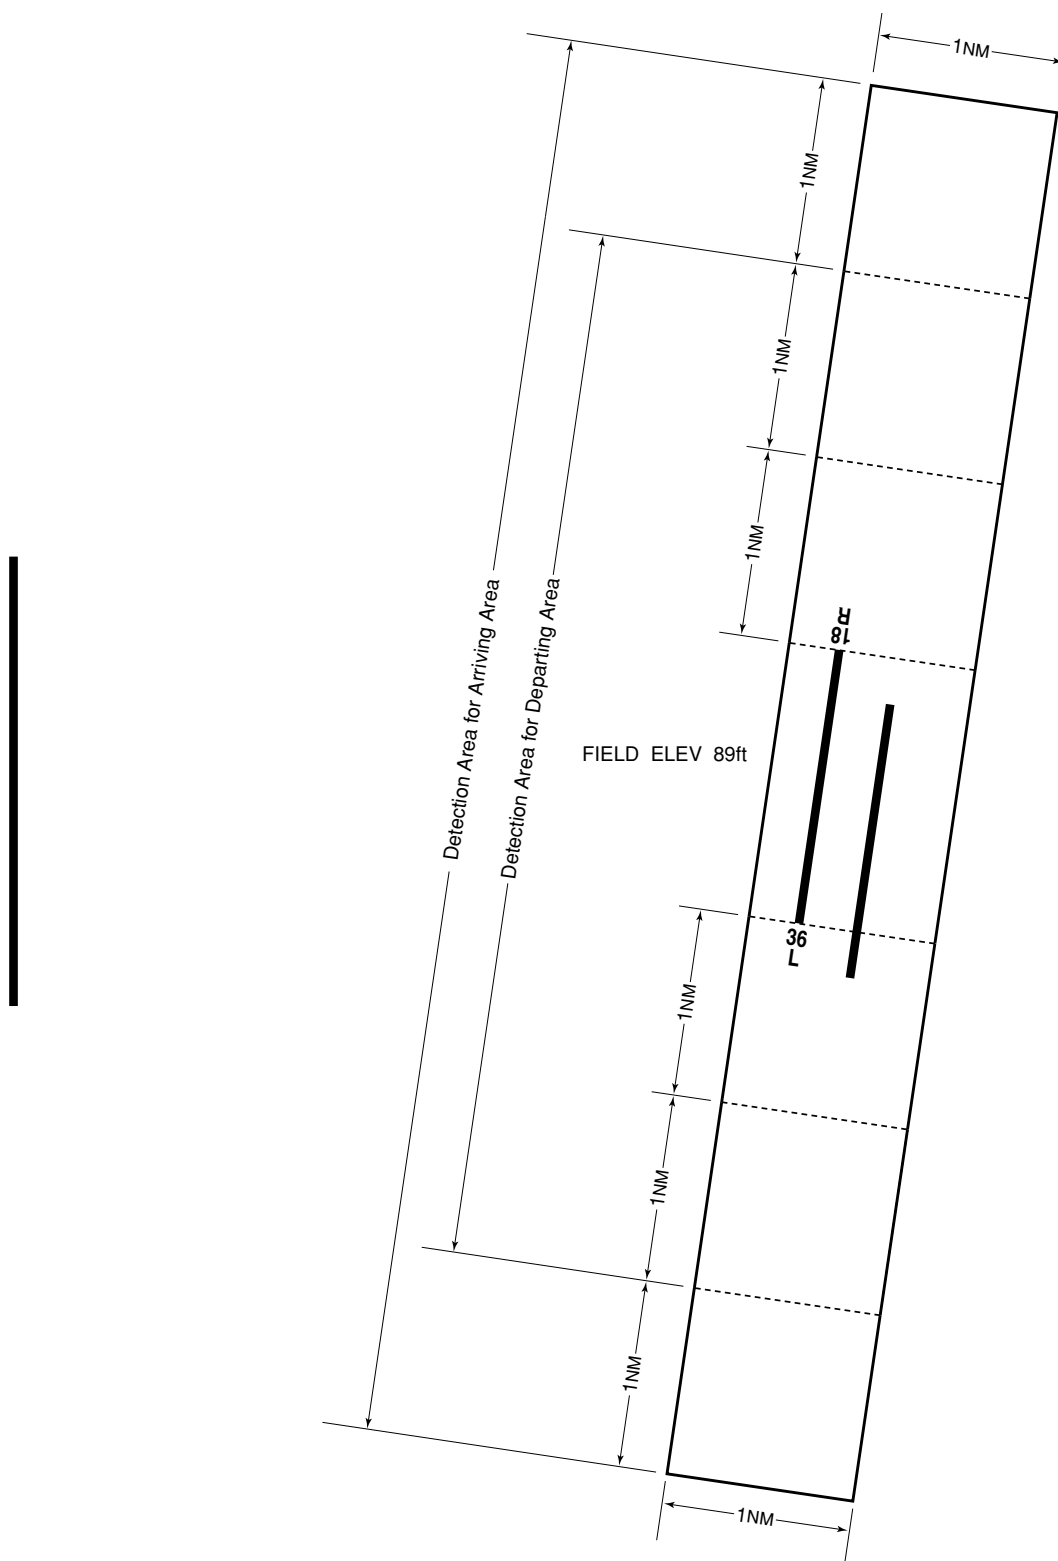 1NM
1NM
1NM
1NM
Detection Area for Arriving Area
Detection Area for Departing Area
18
R
FIELD ELEV 89ft
36
L
1NM
1NM
1NM
1NM